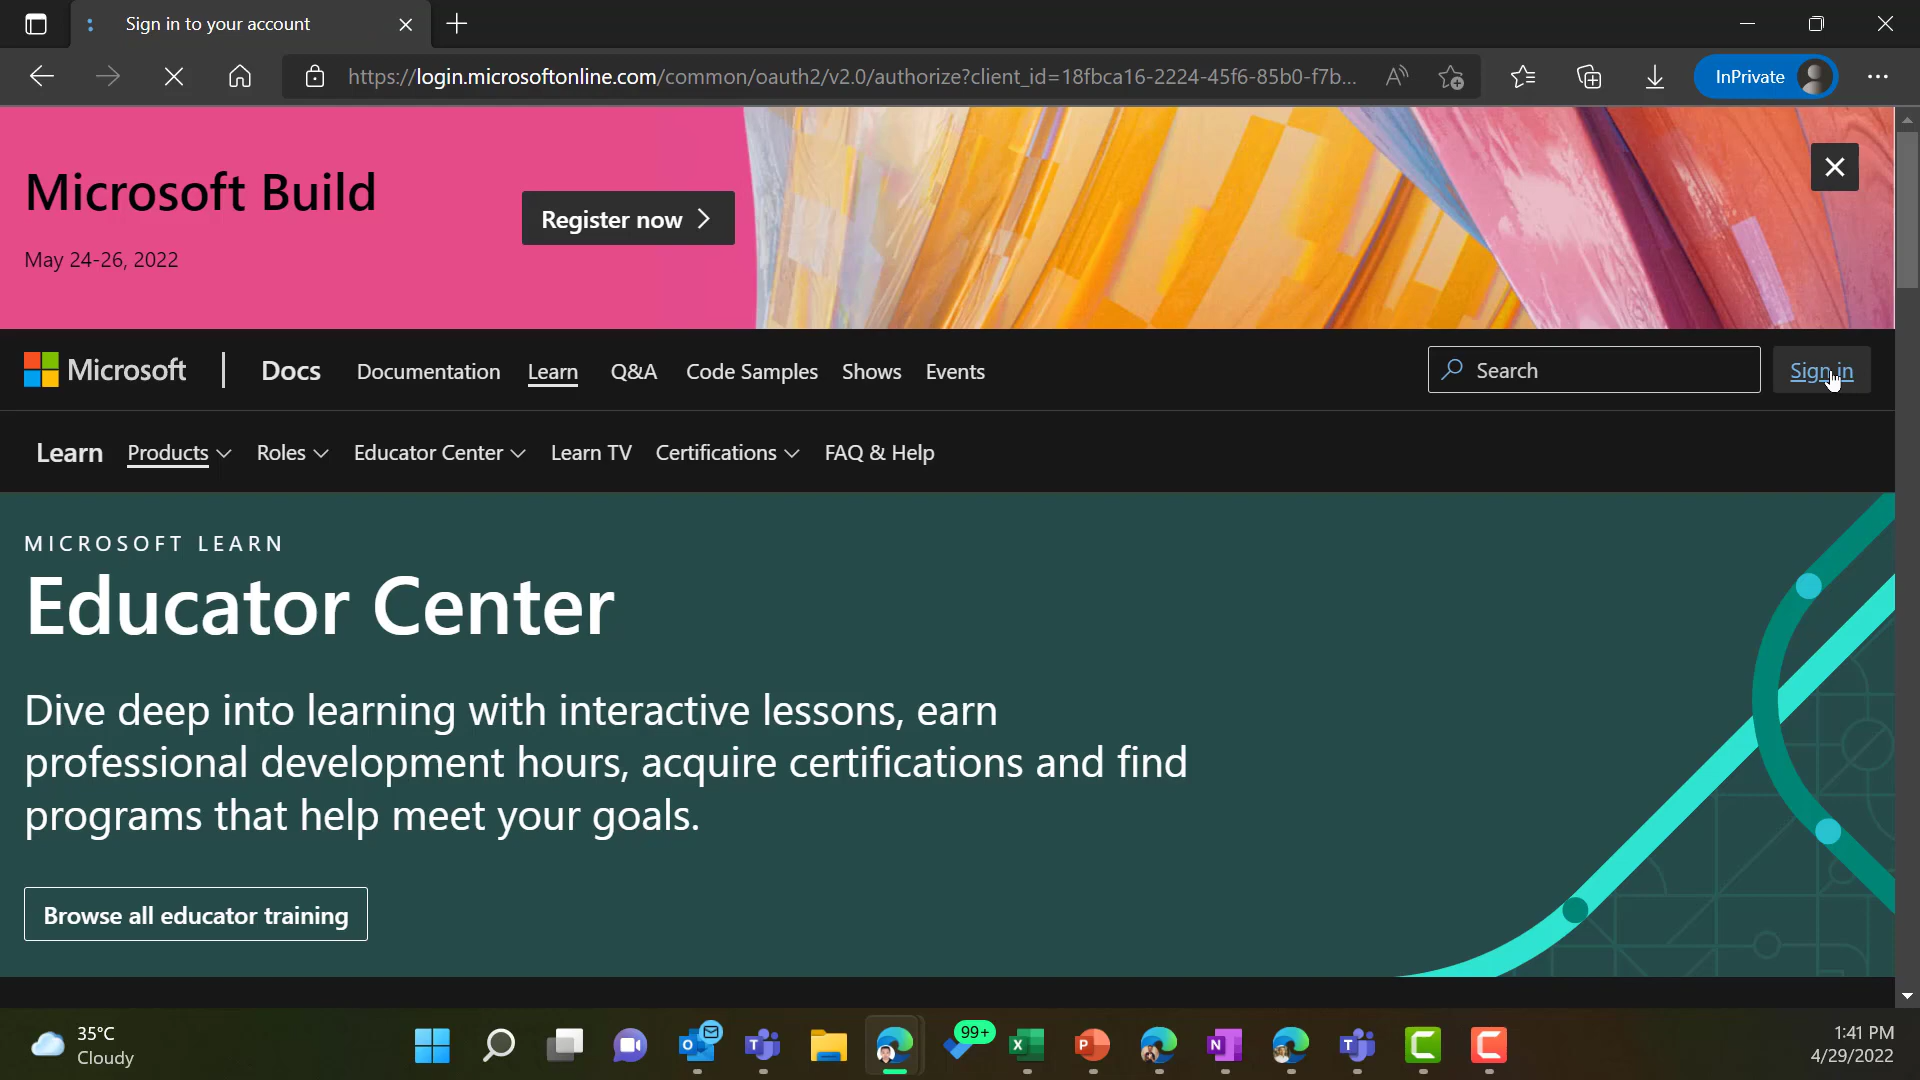 Sign in to your account
https://login.microsoftonline.com/common/oauth2/v2.0/authorize?client_id=18fbca16-2224-45f6-85b0-f7b...
InPrivate
Microsoft Build
Register now
May 24-26, 2022
Microsoft
Docs
Documentation
Learn
Q&A
Code Samples
Shows
Events
Search
Sign in
Learn
Products
Roles
Educator Center
Learn TV
Certifications
FAQ & Help
MICROSOFT LEARN
Educator Center
Dive deep into learning with interactive lessons, earn
professional development hours, acquire certifications and find
programs that help meet your goals.
Browse all educator training
35°C
Cloudy
99+
1:41 PM
4/29/2022